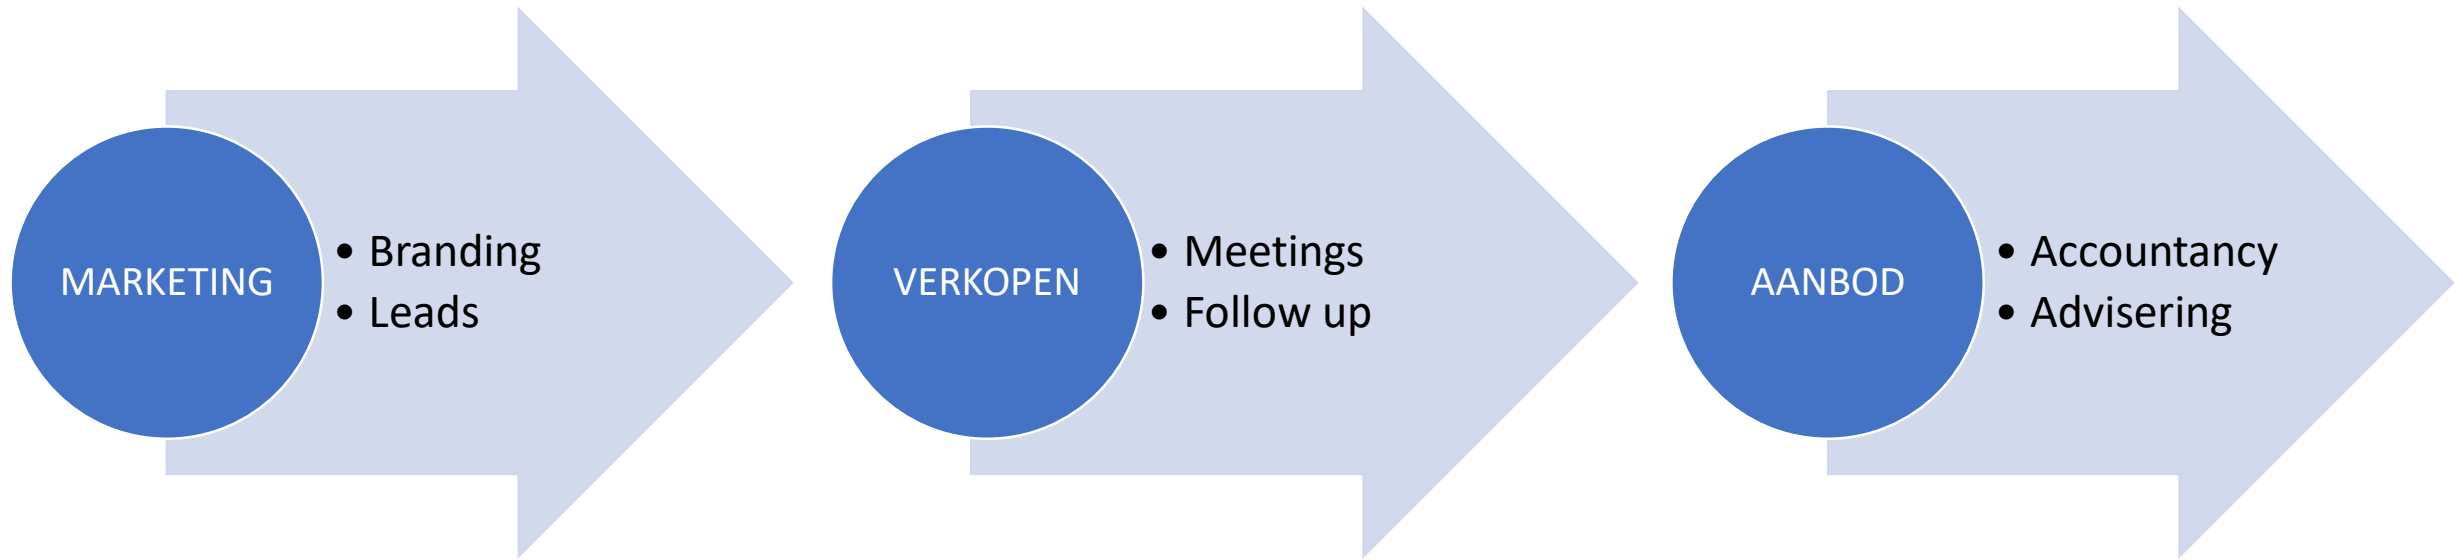 MARKETING
• Branding
• Leads
VERKOPEN
• Meetings
• Follow up
AANBOD
• Accountancy
• Advisering